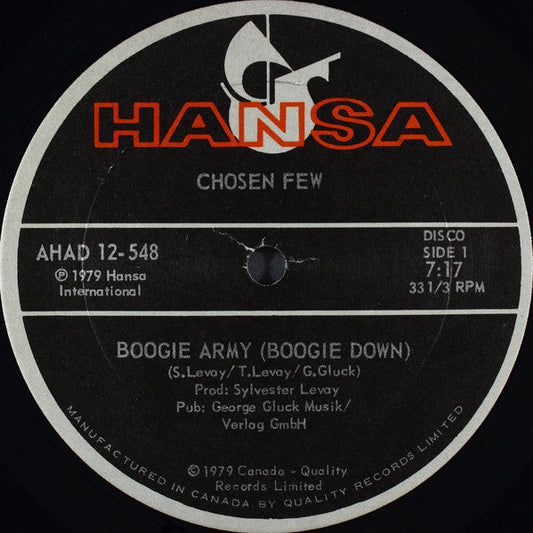 HANSA
CHOSEN FEW
AHAD 12-548
℗ 1979 Hansa
International
DISCO
SIDE 1
7:17
33 1/3 RPM
BOOGIE ARMY (BOOGIE DOWN)
(S.Levay/T.Levay/G.Gluck)
Prod: Sylvester Levay
Pub: George Gluck Musik/
Verlag GmbH
© 1979 Canada - Quality
Records Limited
MANUFACTURED IN CANADA BY QUALITY RECORDS LIMITED